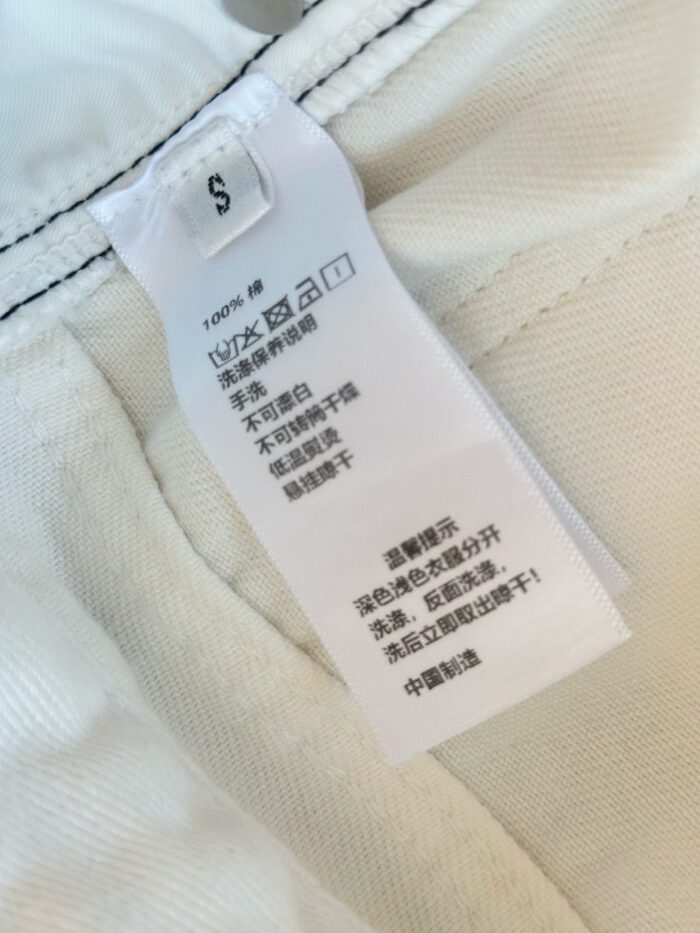 S
100% 棉
洗涤保养说明
手洗
不可漂白
不可转筒干燥
低温熨烫
悬挂晾干
温馨提示
深色浅色衣服分开
洗涤，反面洗涤，
洗后立即取出晾干！
中国制造